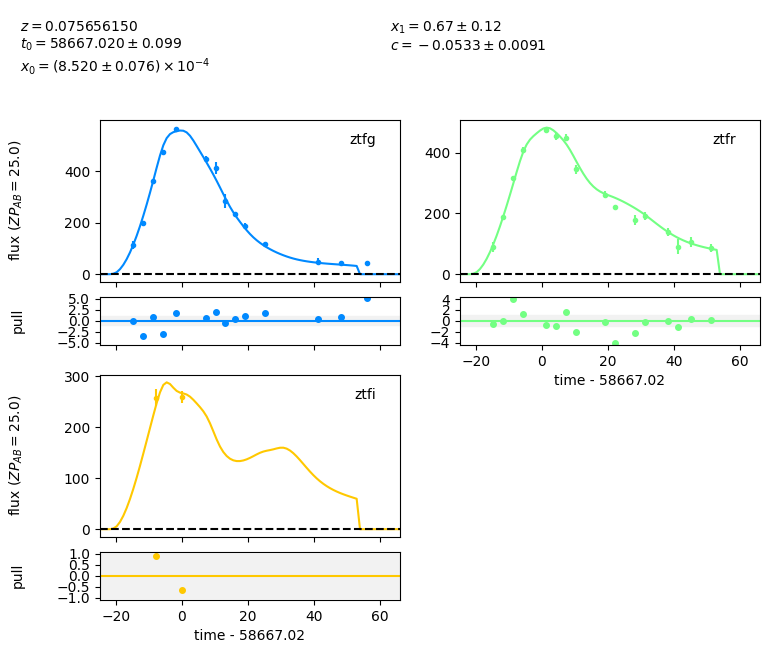 z = 0.075656150
t₀ = 58667.020 ± 0.099
x₀ = (8.520 ± 0.076) × 10⁻⁴
x₁ = 0.67 ± 0.12
c = −0.0533 ± 0.0091
ztfg
flux (ZP_AB = 25.0)
400
200
0
ztfr
400
200
0
pull
5.0
2.5
0.0
−2.5
−5.0
4
2
0
−2
−4
−20 0 20 40 60
time - 58667.02
ztfi
flux (ZP_AB = 25.0)
300
200
100
0
pull
1.0
0.5
0.0
−0.5
−1.0
−20 0 20 40 60
time - 58667.02